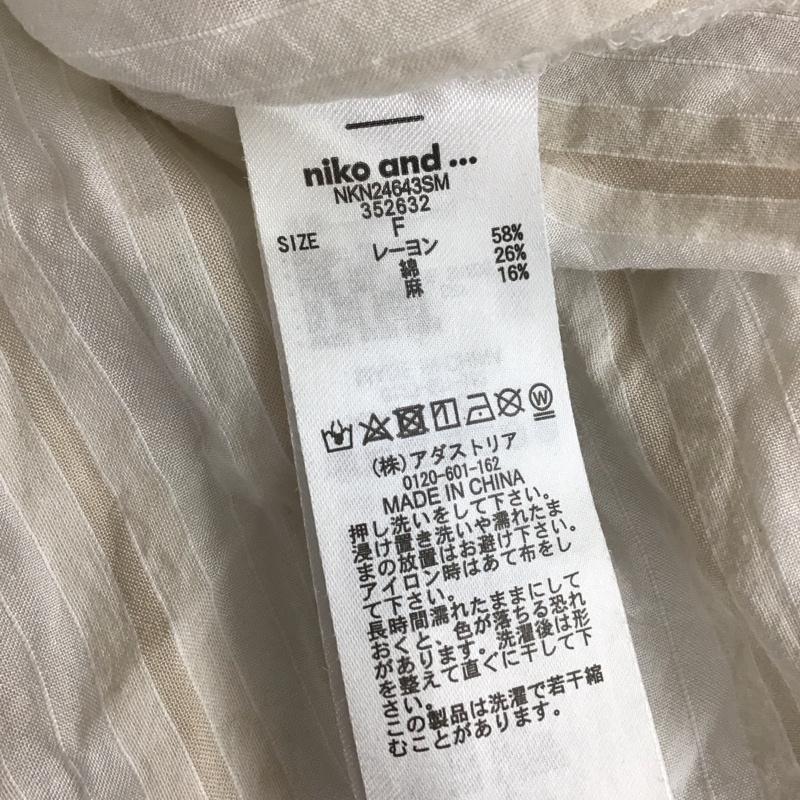 niko and ...
NKN24643SM
352632
SIZE F
レーヨン 58%
綿 26%
麻 16%
W
(株)アダストリア
0120-601-162
MADE IN CHINA
押し洗いをして下さい。
浸け置き洗いや濡れたま
まの放置はお避け下さい。
アイロン時はあて布をし
て下さい。
長時間濡れたままにして
おくと、色が落ちる恐れ
があります。洗濯後は形
を整えて直ぐに干して下
さい。
この製品は洗濯で若干縮
むことがあります。